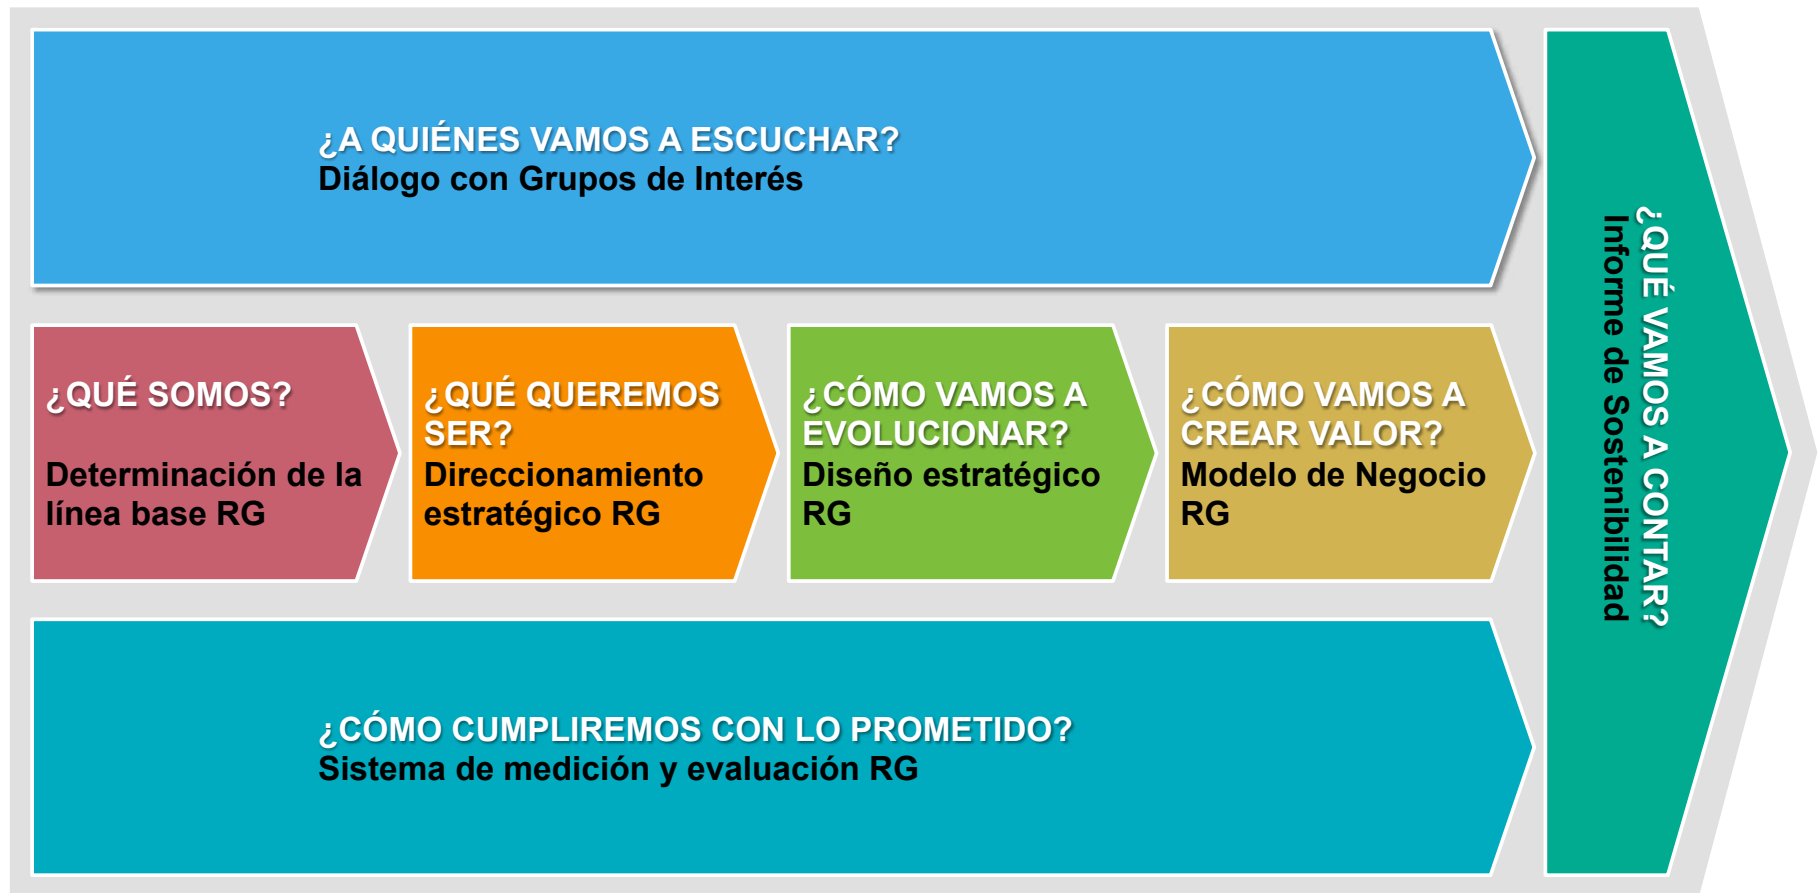 ¿A QUIÉNES VAMOS A ESCUCHAR?
Diálogo con Grupos de Interés
¿QUÉ SOMOS?
Determinación de la
línea base RG
¿QUÉ QUEREMOS
SER?
Direccionamiento
estratégico RG
¿CÓMO VAMOS A
EVOLUCIONAR?
Diseño estratégico
RG
¿CÓMO VAMOS A
CREAR VALOR?
Modelo de Negocio
RG
¿CÓMO CUMPLIREMOS CON LO PROMETIDO?
Sistema de medición y evaluación RG
¿QUÉ VAMOS A CONTAR?
Informe de Sostenibilidad